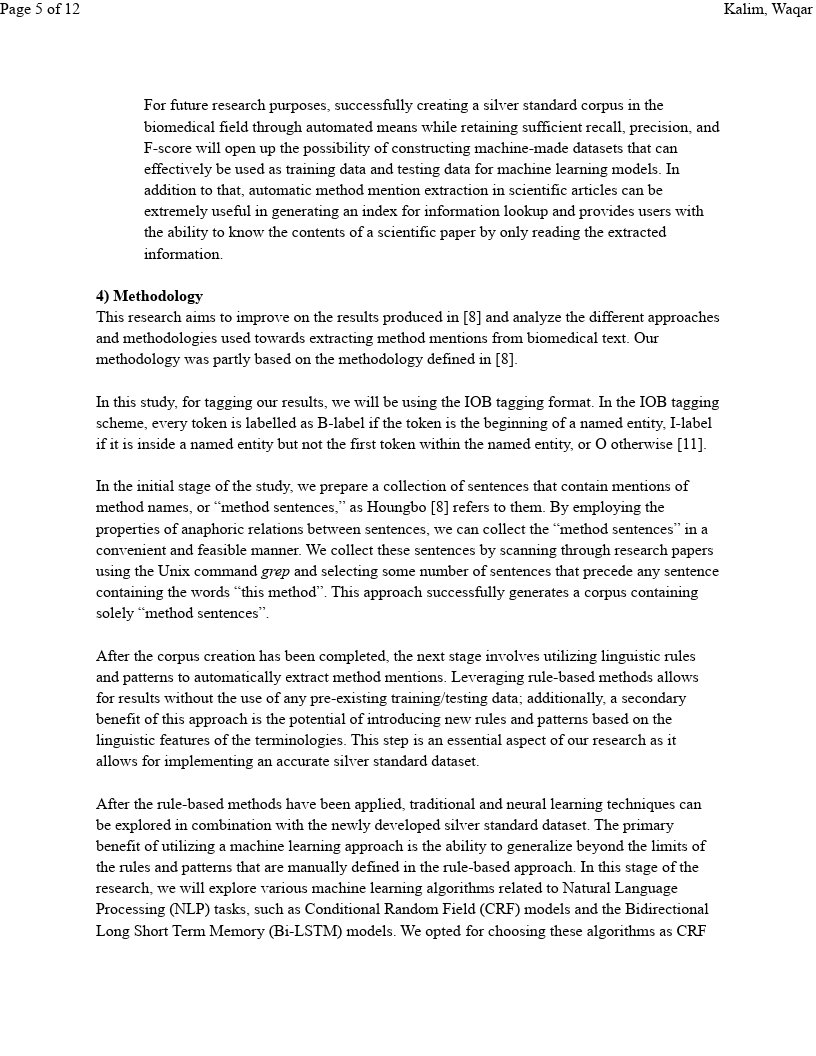 Page 5 of 12
Kalim, Waqar
For future research purposes, successfully creating a silver standard corpus in the
biomedical field through automated means while retaining sufficient recall, precision, and
F-score will open up the possibility of constructing machine-made datasets that can
effectively be used as training data and testing data for machine learning models. In
addition to that, automatic method mention extraction in scientific articles can be
extremely useful in generating an index for information lookup and provides users with
the ability to know the contents of a scientific paper by only reading the extracted
information.
4) Methodology
This research aims to improve on the results produced in [8] and analyze the different approaches
and methodologies used towards extracting method mentions from biomedical text. Our
methodology was partly based on the methodology defined in [8].
In this study, for tagging our results, we will be using the IOB tagging format. In the IOB tagging
scheme, every token is labelled as B-label if the token is the beginning of a named entity, I-label
if it is inside a named entity but not the first token within the named entity, or O otherwise [11].
In the initial stage of the study, we prepare a collection of sentences that contain mentions of
method names, or “method sentences,” as Houngbo [8] refers to them. By employing the
properties of anaphoric relations between sentences, we can collect the “method sentences” in a
convenient and feasible manner. We collect these sentences by scanning through research papers
using the Unix command grep and selecting some number of sentences that precede any sentence
containing the words “this method”. This approach successfully generates a corpus containing
solely “method sentences”.
After the corpus creation has been completed, the next stage involves utilizing linguistic rules
and patterns to automatically extract method mentions. Leveraging rule-based methods allows
for results without the use of any pre-existing training/testing data; additionally, a secondary
benefit of this approach is the potential of introducing new rules and patterns based on the
linguistic features of the terminologies. This step is an essential aspect of our research as it
allows for implementing an accurate silver standard dataset.
After the rule-based methods have been applied, traditional and neural learning techniques can
be explored in combination with the newly developed silver standard dataset. The primary
benefit of utilizing a machine learning approach is the ability to generalize beyond the limits of
the rules and patterns that are manually defined in the rule-based approach. In this stage of the
research, we will explore various machine learning algorithms related to Natural Language
Processing (NLP) tasks, such as Conditional Random Field (CRF) models and the Bidirectional
Long Short Term Memory (Bi-LSTM) models. We opted for choosing these algorithms as CRF